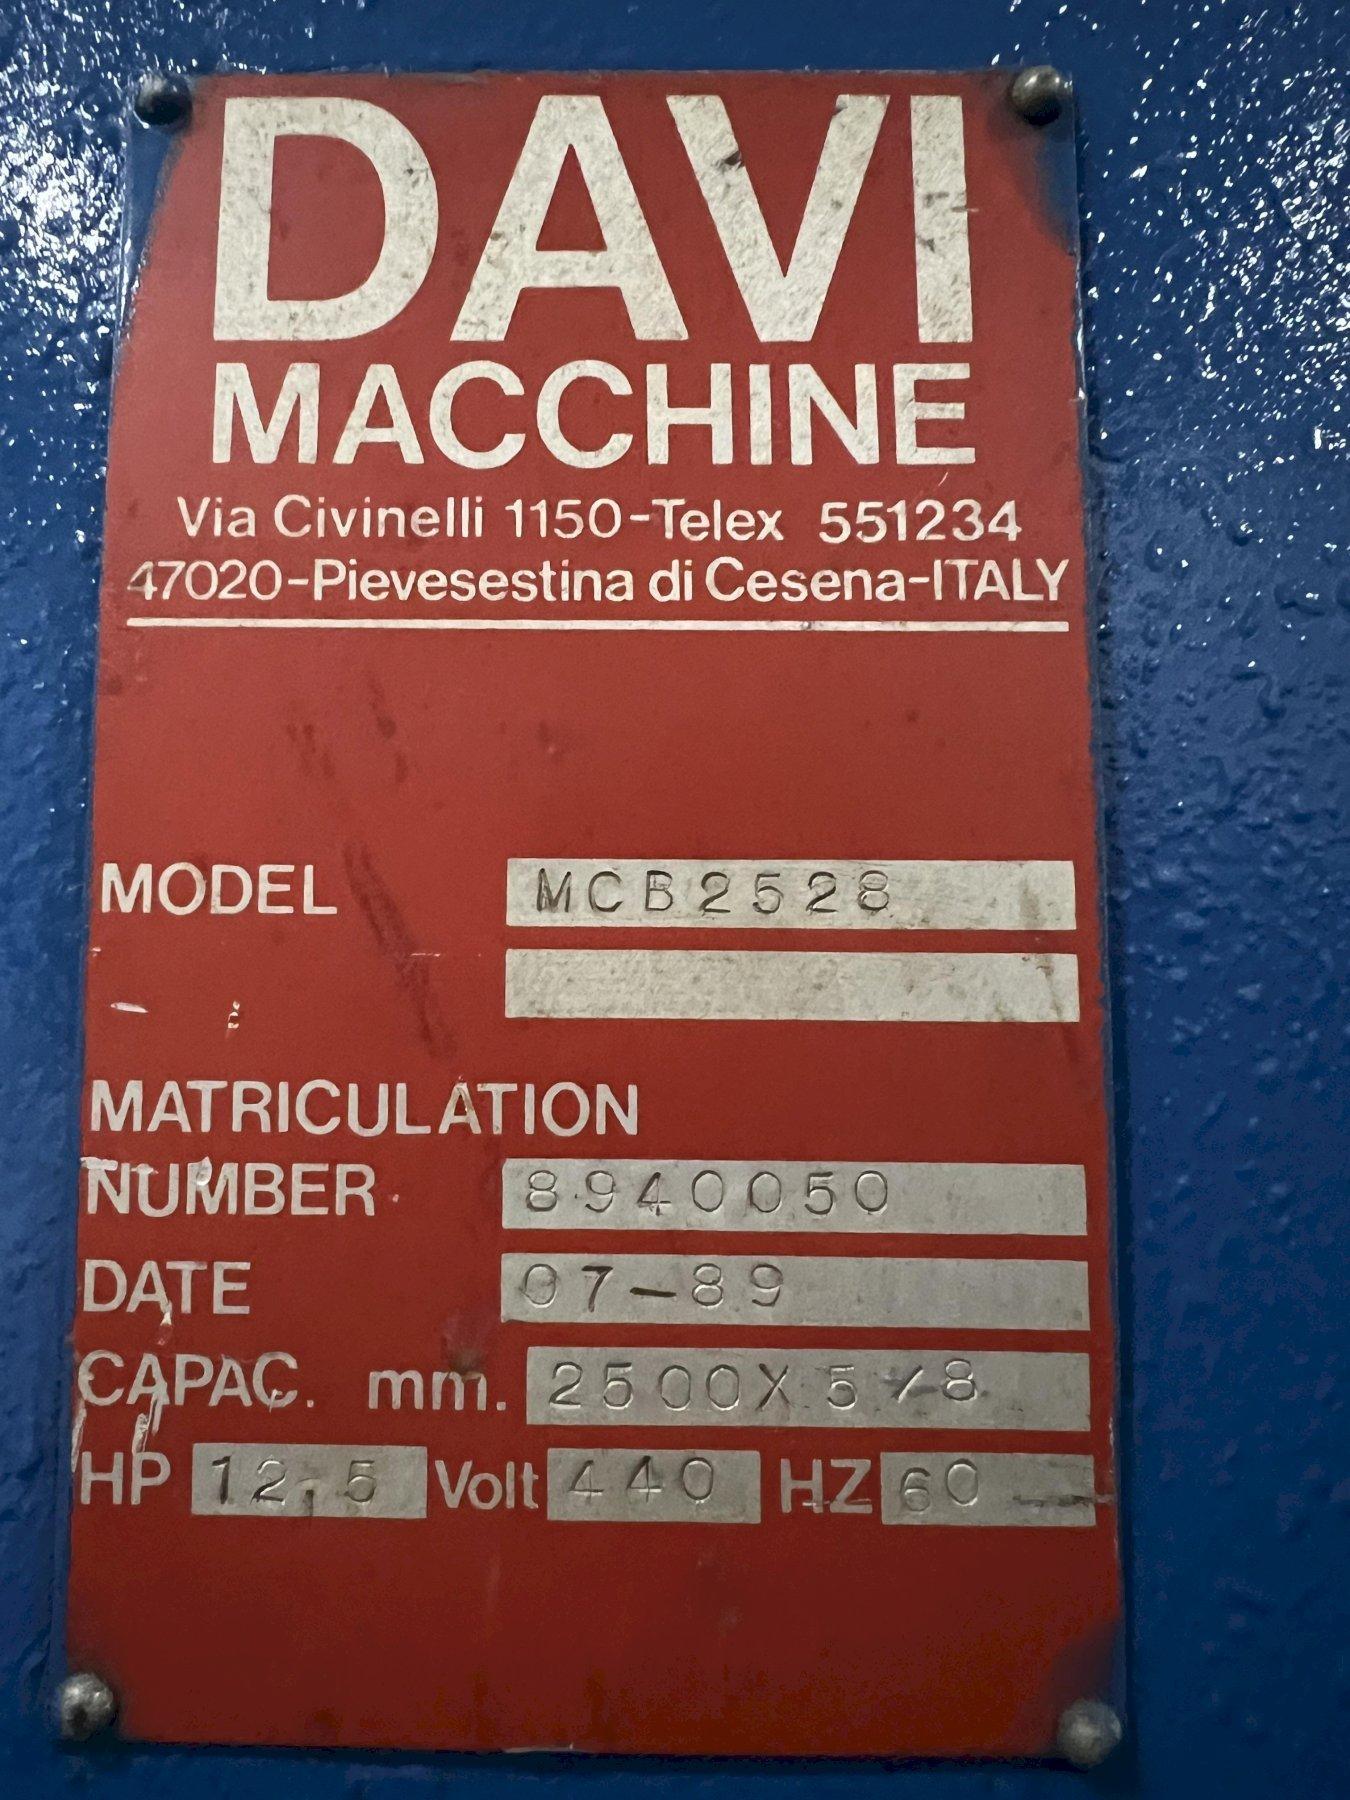 DAVI
MACCHINE
Via Civinelli 1150-Telex 551234
47020-Pievesestina di Cesena-ITALY
MODEL MCB2528
MATRICULATION
NUMBER 8940050
DATE 07-89
CAPAC. mm. 2500X5/8
HP 12,5 Volt 440 HZ 60